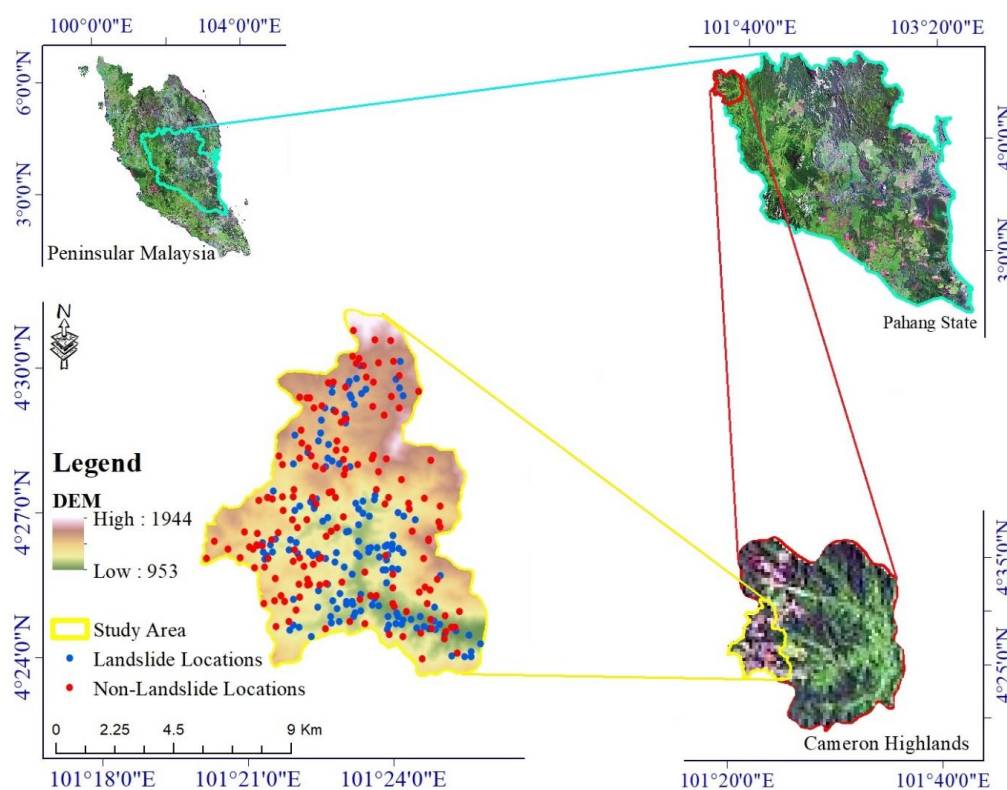 100°0'0"E 104°0'0"E
6°0'0"N
3°0'0"N
Peninsular Malaysia
101°40'0"E 103°20'0"E
4°0'0"N
3°0'0"N
Pahang State
N
4°30'0"N
4°27'0"N
4°24'0"N
Legend
DEM
High : 1944
Low : 953
Study Area
Landslide Locations
Non-Landslide Locations
0 2.25 4.5 9 Km
101°18'0"E 101°21'0"E 101°24'0"E
4°35'0"N
4°25'0"N
Cameron Highlands
101°20'0"E 101°40'0"E